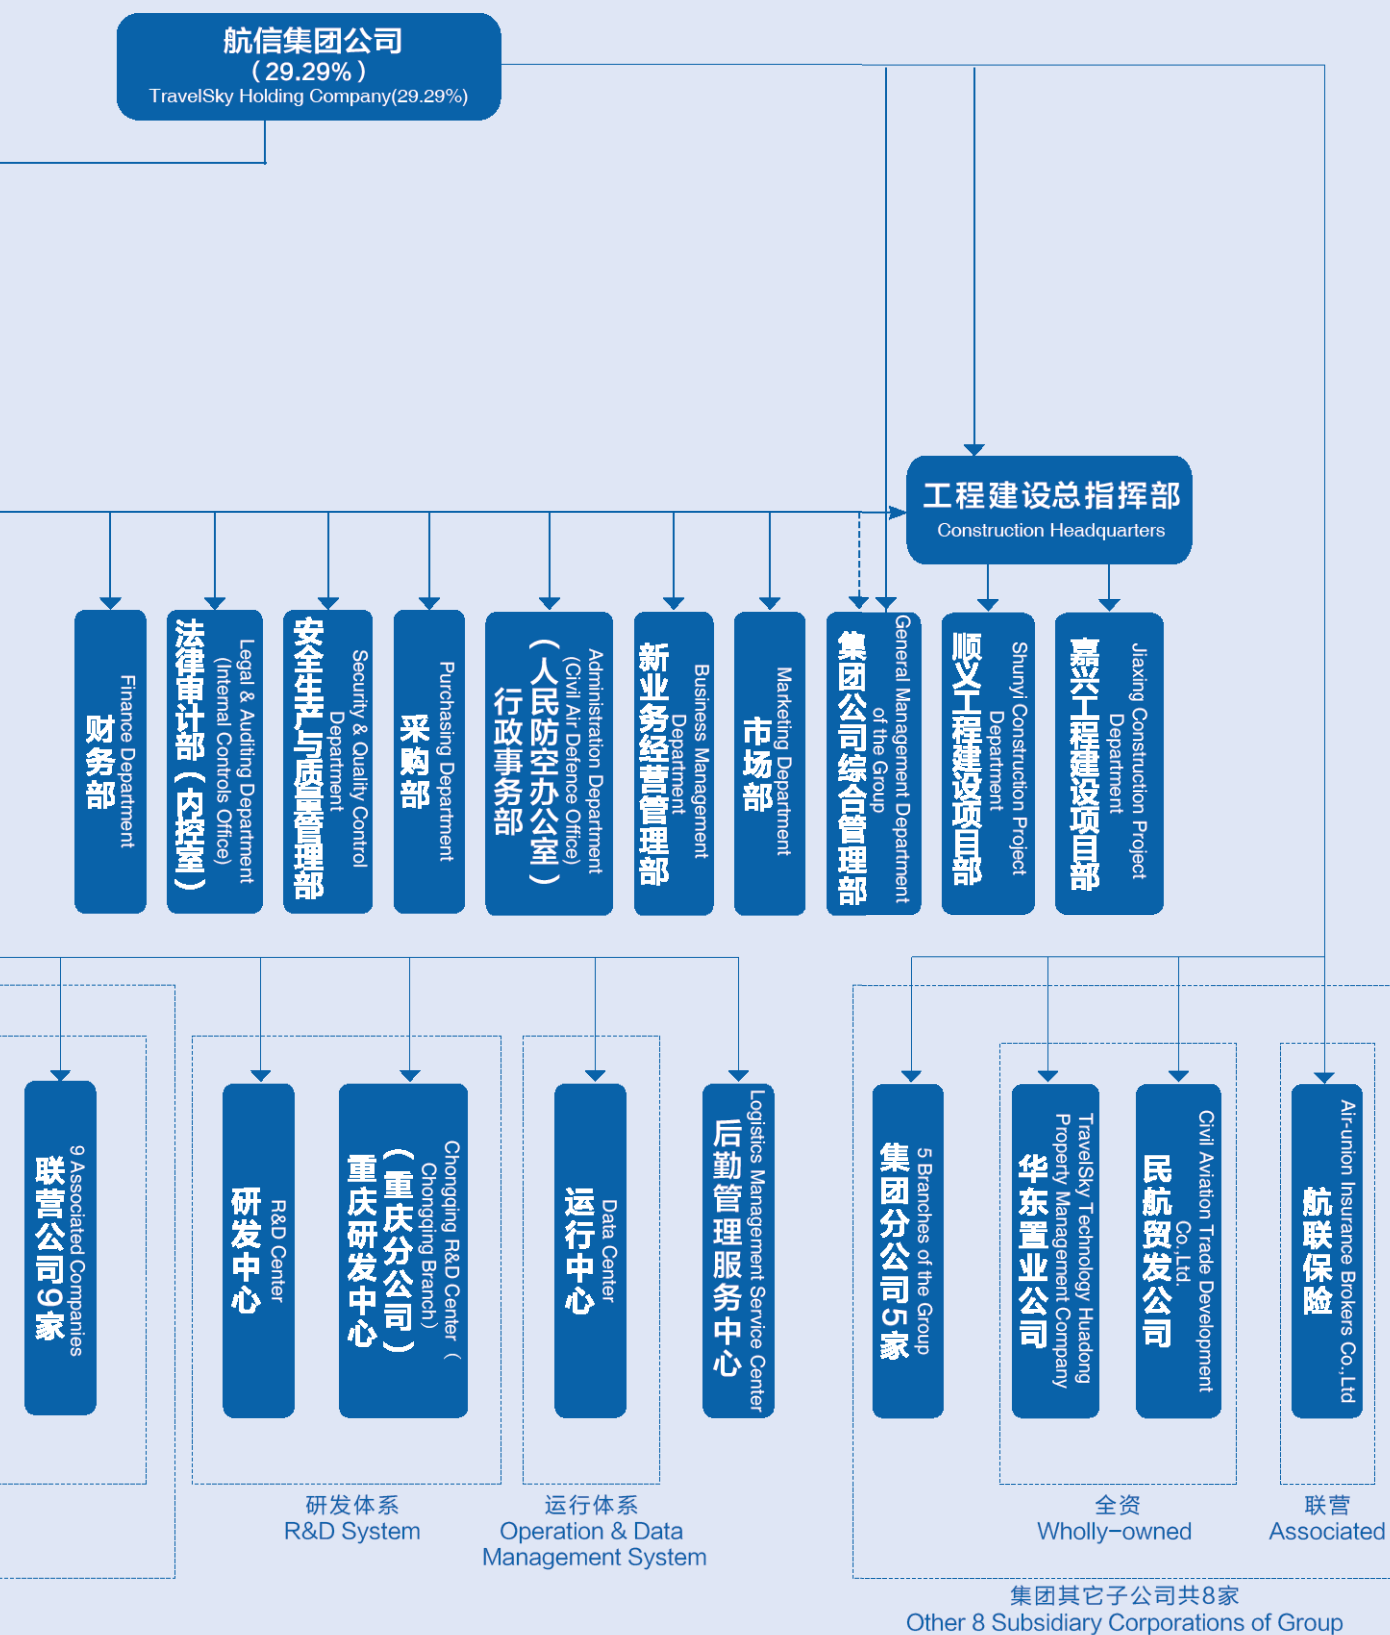 航信集团公司
（29.29%）
TravelSky Holding Company(29.29%)
工程建设总指挥部
Construction Headquarters
财务部
Finance Department
法律审计部（内控室）
Legal & Auditing Department
(Internal Controls Office)
安全生产与质量管理部
Security & Quality Control
Department
采购部
Purchasing Department
行政事务部
（人民防空办公室）
Administration Department
(Civil Air Defence Office)
新业务经营管理部
Business Management
Department
市场部
Marketing Department
集团公司综合管理部
General Management Department
of the Group
顺义工程建设项目部
Shunyi Construction Project
Department
嘉兴工程建设项目部
Jiaxing Construction Project
Department
联营公司9家
9 Associated Companies
研发中心
R&D Center
重庆研发中心
（重庆分公司）
Chongqing R&D Center (
Chongqing Branch)
运行中心
Data Center
后勤管理服务中心
Logistics Management Service Center
集团分公司5家
5 Branches of the Group
华东置业公司
TravelSky Technology Huadong
Property Management Company
民航贸发公司
Civil Aviation Trade Development
Co.,Ltd.
航联保险
Air-union Insurance Brokers Co.,Ltd
研发体系
R&D System
运行体系
Operation & Data
Management System
全资
Wholly-owned
联营
Associated
集团其它子公司共8家
Other 8 Subsidiary Corporations of Group